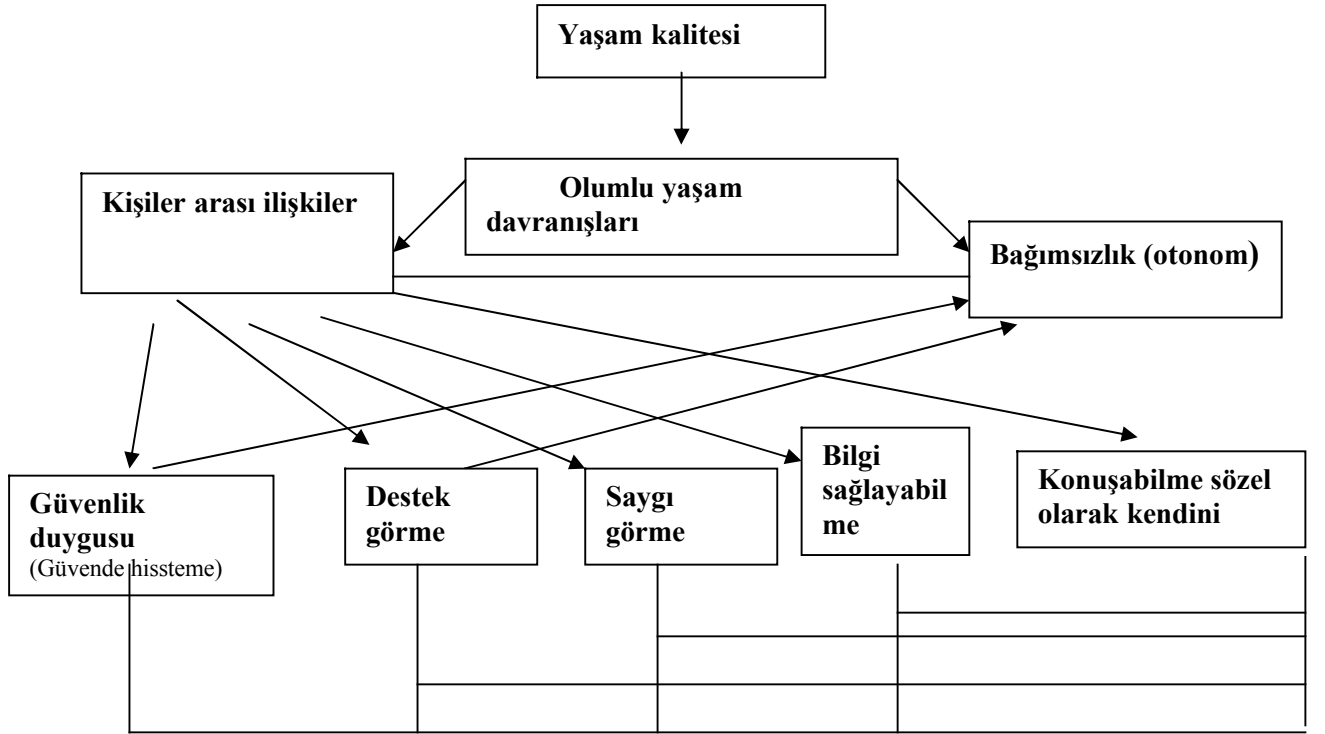 Yaşam kalitesi
Olumlu yaşam
davranışları
Kişiler arası ilişkiler
Bağımsızlık (otonom)
Güvenlik
duygusu
(Güvende hissteme)
Destek
görme
Saygı
görme
Bilgi
sağlayabil
me
Konuşabilme sözel
olarak kendini